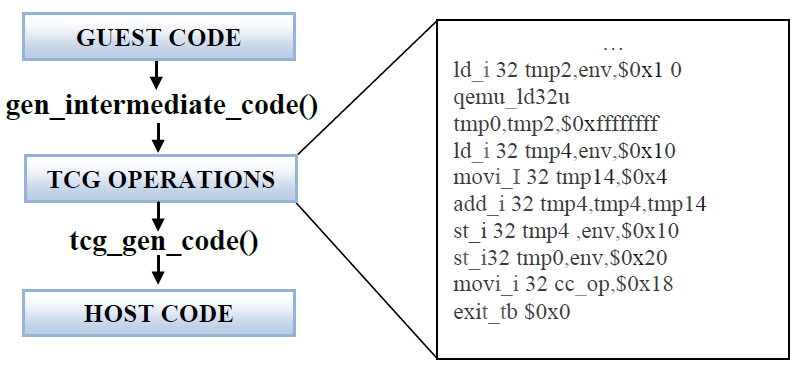 GUEST CODE
gen_intermediate_code()
TCG OPERATIONS
tcg_gen_code()
HOST CODE
...
ld_i 32 tmp2,env,$0x1 0
qemu_ld32u
tmp0,tmp2,$0xffffffff
ld_i 32 tmp4,env,$0x10
movi_I 32 tmp14,$0x4
add_i 32 tmp4,tmp4,tmp14
st_i 32 tmp4 ,env,$0x10
st_i32 tmp0,env,$0x20
movi_i 32 cc_op,$0x18
exit_tb $0x0